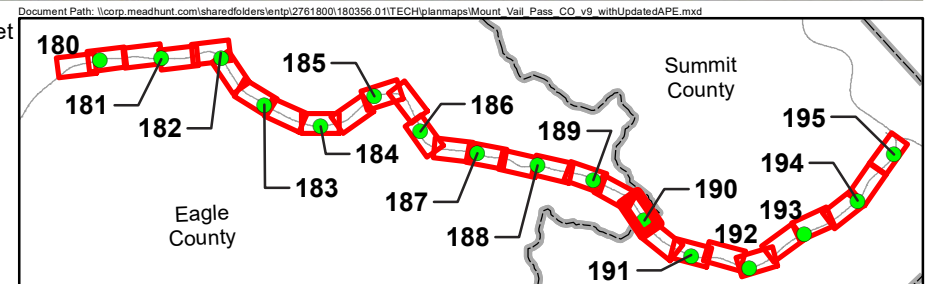 Document Path: \\corp.meadhunt.com\sharedfolders\entp\2761800\180356.01\TECH\planmaps\Mount_Vail_Pass_CO_v9_withUpdatedAPE.mxd
et
180
181
182
183
184
185
186
187
188
189
190
191
192
193
194
195
Eagle
County
Summit
County